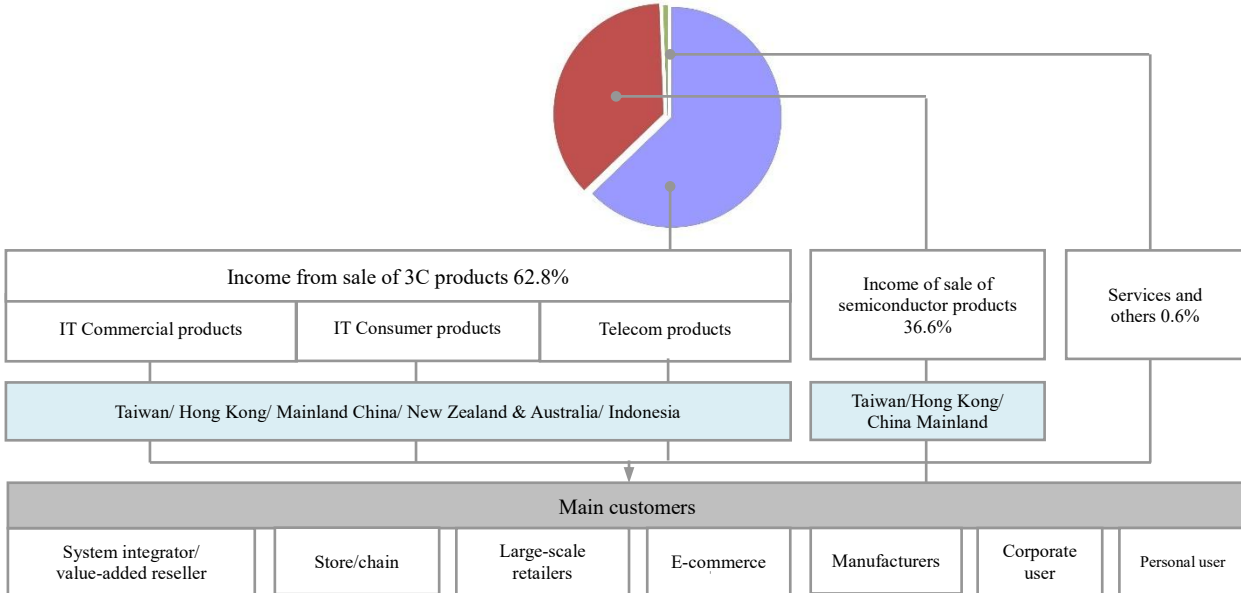 Income from sale of 3C products 62.8%
IT Commercial products
IT Consumer products
Telecom products
Income of sale of
semiconductor products
36.6%
Services and
others 0.6%
Taiwan/ Hong Kong/ Mainland China/ New Zealand & Australia/ Indonesia
Taiwan/Hong Kong/
China Mainland
Main customers
System integrator/
value-added reseller
Store/chain
Large-scale
retailers
E-commerce
Manufacturers
Corporate
user
Personal user